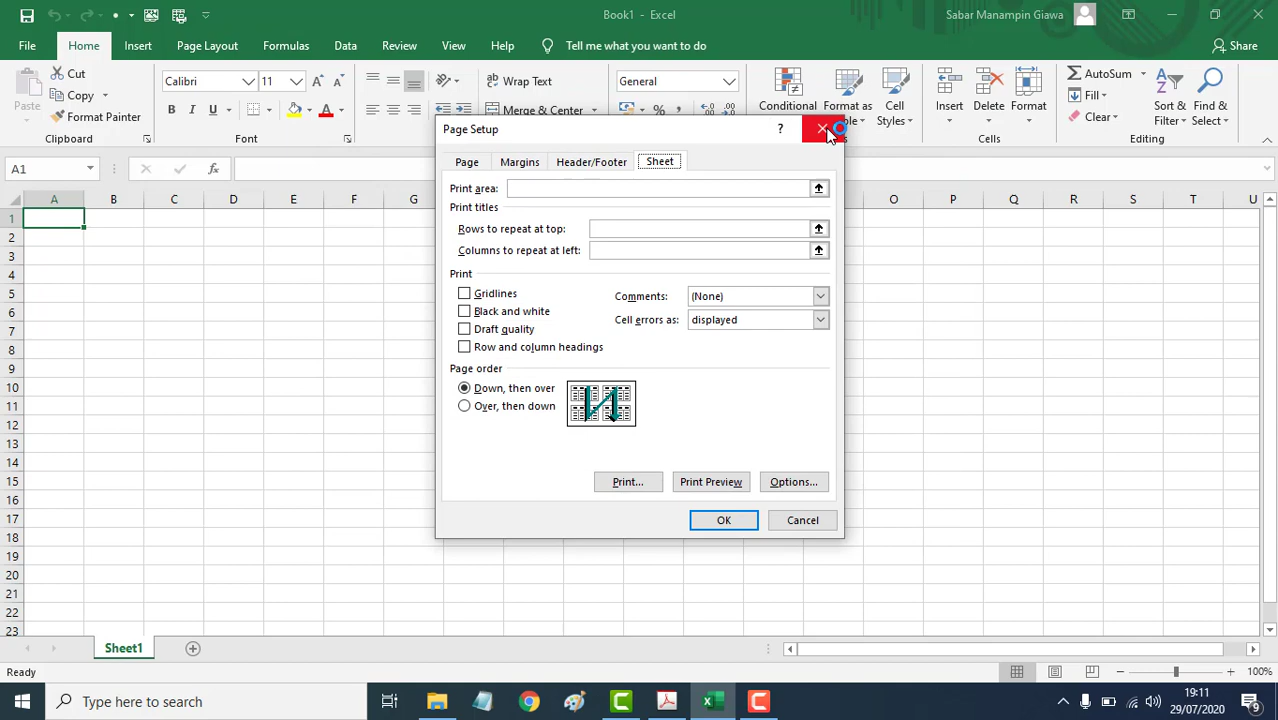 Book1 - Excel
Sabar Manampin Giawa
File Home Insert Page Layout Formulas Data Review View Help Tell me what you want to do Share
Paste
Cut
Copy
Format Painter
Clipboard
Calibri 11
B I U
Font
Wrap Text
Merge & Center
General
%
Conditional
Format as
Cell
Styles
Insert Delete Format
Cells
AutoSum
Fill
Clear
Sort &
Filter
Find &
Select
Editing
A1
fx
A B C D E F G O P Q R S T U
1
2
3
4
5
6
7
8
9
10
11
12
13
14
15
16
17
18
19
20
21
22
23
Page Setup ?
Page Margins Header/Footer Sheet
Print area:
Print titles
Rows to repeat at top:
Columns to repeat at left:
Print
Gridlines
Black and white
Draft quality
Row and column headings
Comments: (None)
Cell errors as: displayed
Page order
Down, then over
Over, then down
Print... Print Preview Options...
OK Cancel
Sheet1
Ready
100%
Type here to search
19:11
29/07/2020
9